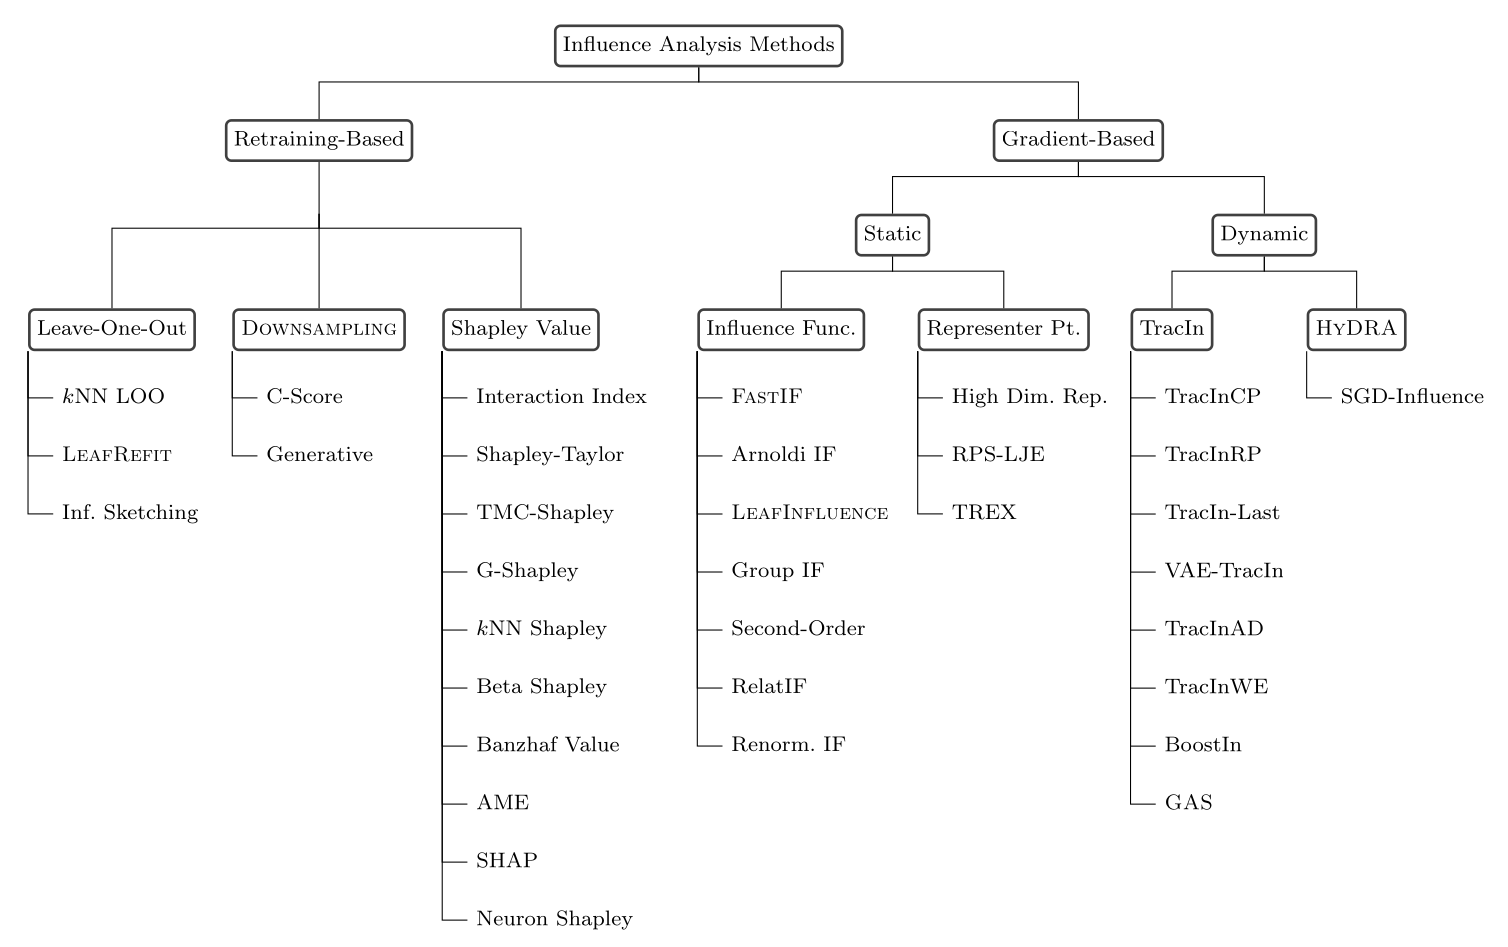 Influence Analysis Methods
Retraining-Based
Gradient-Based
Static
Dynamic
Leave-One-Out
kNN LOO
LEAFREFIT
Inf. Sketching
DOWNSAMPLING
C-Score
Generative
Shapley Value
Interaction Index
Shapley-Taylor
TMC-Shapley
G-Shapley
kNN Shapley
Beta Shapley
Banzhaf Value
AME
SHAP
Neuron Shapley
Influence Func.
FASTIF
Arnoldi IF
LEAFINFLUENCE
Group IF
Second-Order
RelatIF
Renorm. IF
Representer Pt.
High Dim. Rep.
RPS-LJE
TREX
TracIn
TracInCP
TracInRP
TracIn-Last
VAE-TracIn
TracInAD
TracInWE
BoostIn
GAS
HYDRA
SGD-Influence